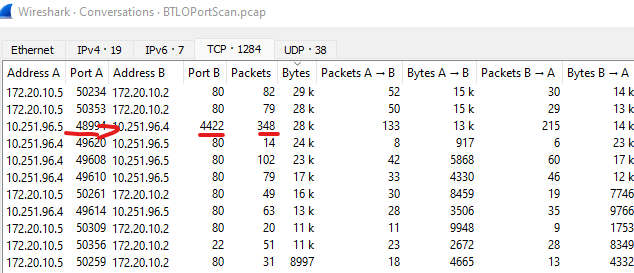 Wireshark · Conversations · BTLOPortScan.pcap
Ethernet IPv4 · 19 IPv6 · 7 TCP · 1284 UDP · 38
Address A Port A Address B Port B Packets Bytes Packets A → B Bytes A → B Packets B → A Bytes B → A
172.20.10.5 50234 172.20.10.2 80 82 29 k 52 15 k 30 14 k
172.20.10.5 50353 172.20.10.2 80 79 28 k 50 15 k 29 13 k
10.251.96.5 48994 10.251.96.4 4422 348 28 k 133 13 k 215 14 k
10.251.96.4 49620 10.251.96.5 80 14 24 k 8 917 6 23 k
10.251.96.4 49608 10.251.96.5 80 102 23 k 42 5868 60 17 k
10.251.96.4 49610 10.251.96.5 80 79 17 k 33 4330 46 12 k
172.20.10.5 50261 172.20.10.2 80 49 16 k 30 8459 19 7746
10.251.96.4 49614 10.251.96.5 80 63 13 k 28 3506 35 9766
172.20.10.5 50309 172.20.10.2 80 20 11 k 11 9948 9 1753
172.20.10.5 50356 172.20.10.2 22 51 11 k 23 2672 28 8349
172.20.10.5 50259 172.20.10.2 80 31 8997 18 4665 13 4332